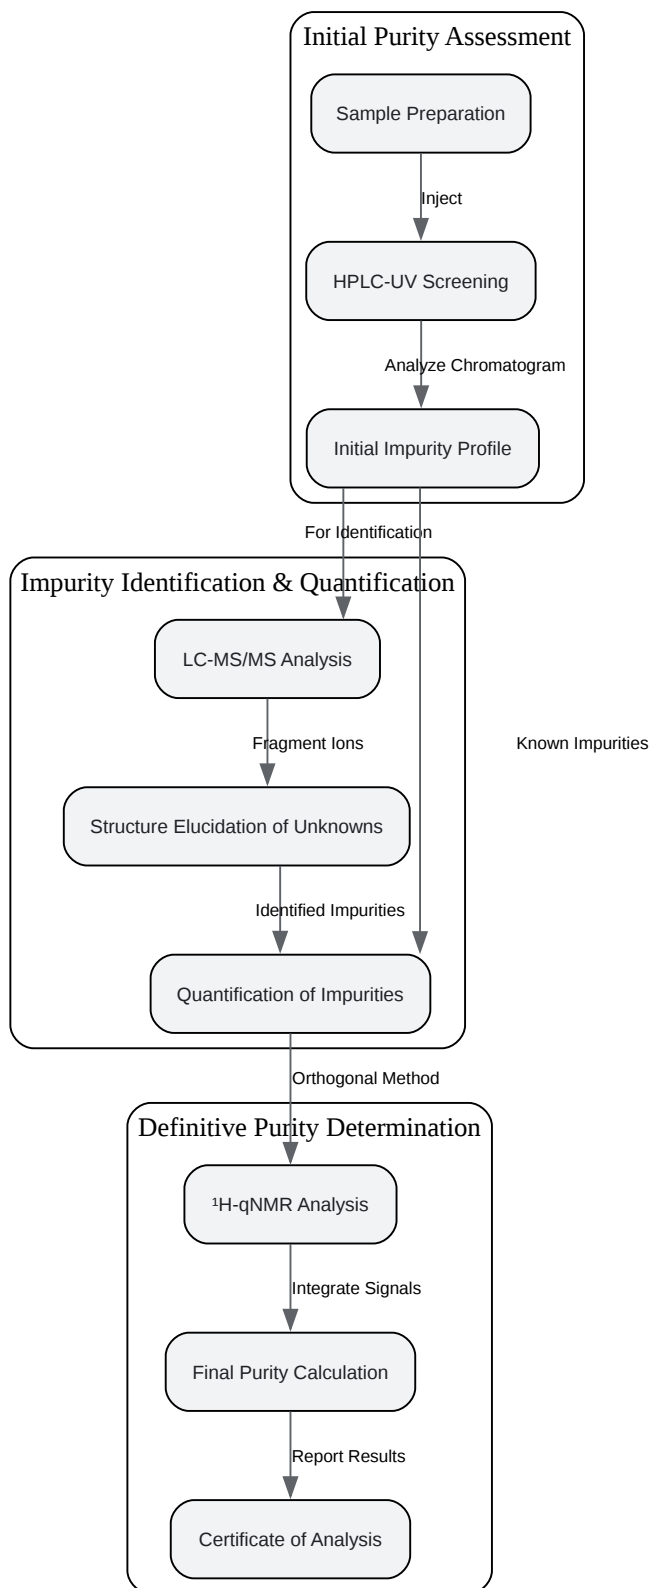 Initial Purity Assessment
Sample Preparation
Inject
HPLC-UV Screening
Analyze Chromatogram
Initial Impurity Profile
For Identification
Impurity Identification & Quantification
LC-MS/MS Analysis
Fragment Ions
Known Impurities
Structure Elucidation of Unknowns
Identified Impurities
Quantification of Impurities
Orthogonal Method
Definitive Purity Determination
¹H-qNMR Analysis
Integrate Signals
Final Purity Calculation
Report Results
Certificate of Analysis